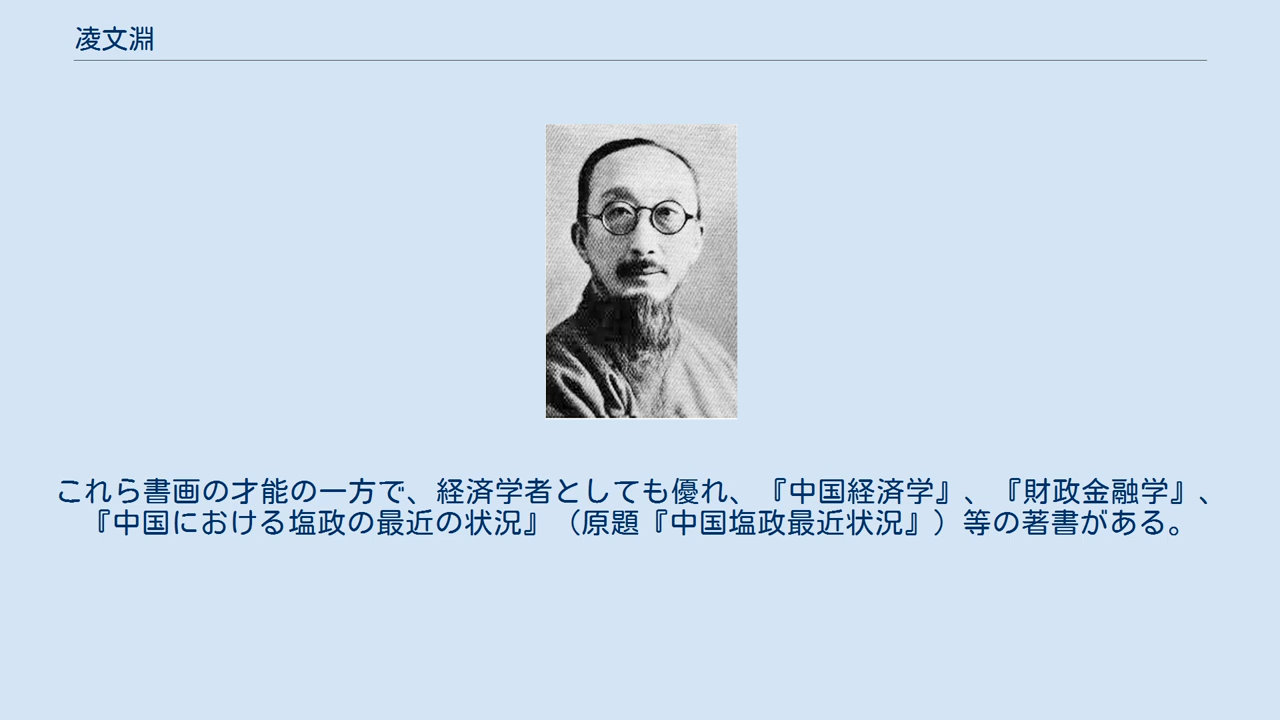 凌文淵
これら書画の才能の一方で、経済学者としても優れ、『中国経済学』、『財政金融学』、
『中国における塩政の最近の状況』（原題『中国塩政最近状況』）等の著書がある。